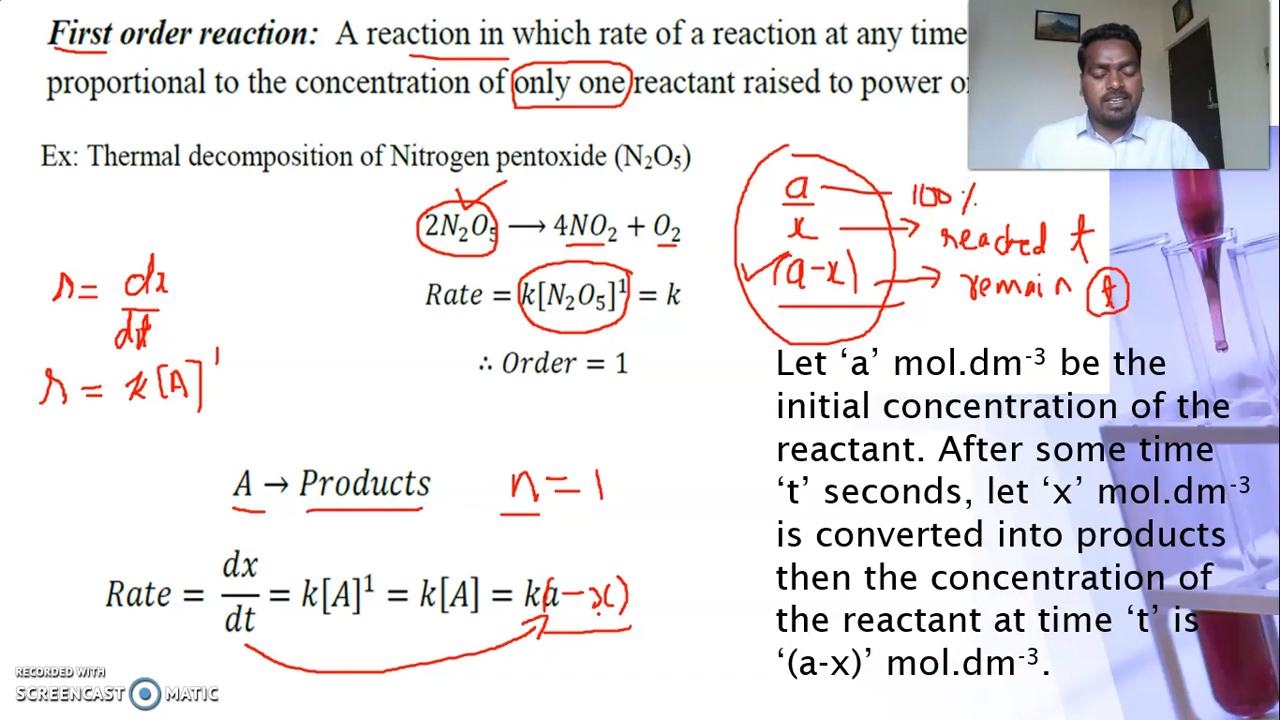 First order reaction: A reaction in which rate of a reaction at any time
proportional to the concentration of only one reactant raised to power
Ex: Thermal decomposition of Nitrogen pentoxide (N₂O₅)
2N₂O₅ ⟶ 4NO₂ + O₂
Rate = k[N₂O₅]¹ = k
∴ Order = 1
a — 100%
x → reacted t
(a-x) → remain t
r = dx/dt
r = k[A]¹
A → Products n = 1
Rate = dx/dt = k[A]¹ = k[A] = k(a-x)
Let ‘a’ mol.dm⁻³ be the
initial concentration of the
reactant. After some time
‘t’ seconds, let ‘x’ mol.dm⁻³
is converted into products
then the concentration of
the reactant at time ‘t’ is
‘(a-x)’ mol.dm⁻³.
RECORDED WITH
SCREENCAST MATIC